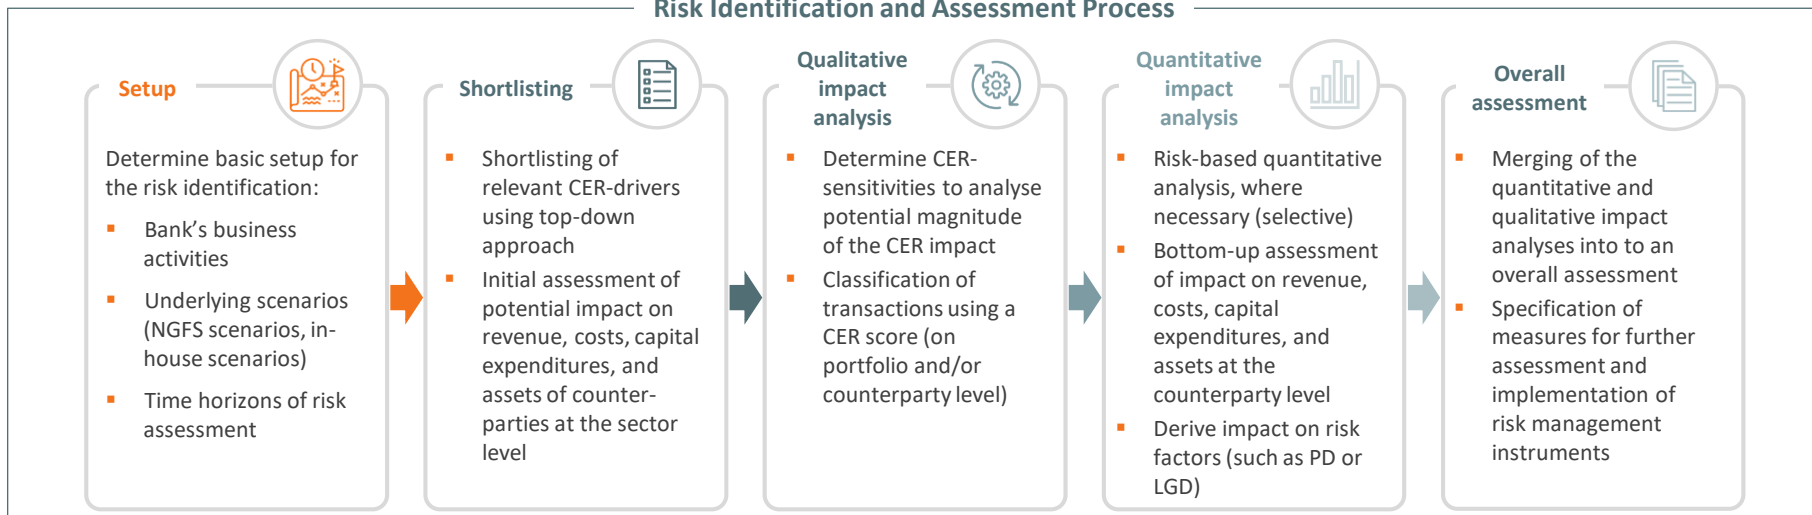 Risk Identification and Assessment Process
Setup
Determine basic setup for
the risk identification:
▪ Bank's business
activities
▪ Underlying scenarios
(NGFS scenarios, in-
house scenarios)
▪ Time horizons of risk
assessment
Shortlisting
▪ Shortlisting of
relevant CER-drivers
using top-down
approach
▪ Initial assessment of
potential impact on
revenue, costs, capital
expenditures, and
assets of counter-
parties at the sector
level
Qualitative
impact
analysis
▪ Determine CER-
sensitivities to analyse
potential magnitude
of the CER impact
▪ Classification of
transactions using a
CER score (on
portfolio and/or
counterparty level)
Quantitative
impact
analysis
▪ Risk-based quantitative
analysis, where
necessary (selective)
▪ Bottom-up assessment
of impact on revenue,
costs, capital
expenditures, and
assets at the
counterparty level
▪ Derive impact on risk
factors (such as PD or
LGD)
Overall
assessment
▪ Merging of the
quantitative and
qualitative impact
analyses into to an
overall assessment
▪ Specification of
measures for further
assessment and
implementation of
risk management
instruments